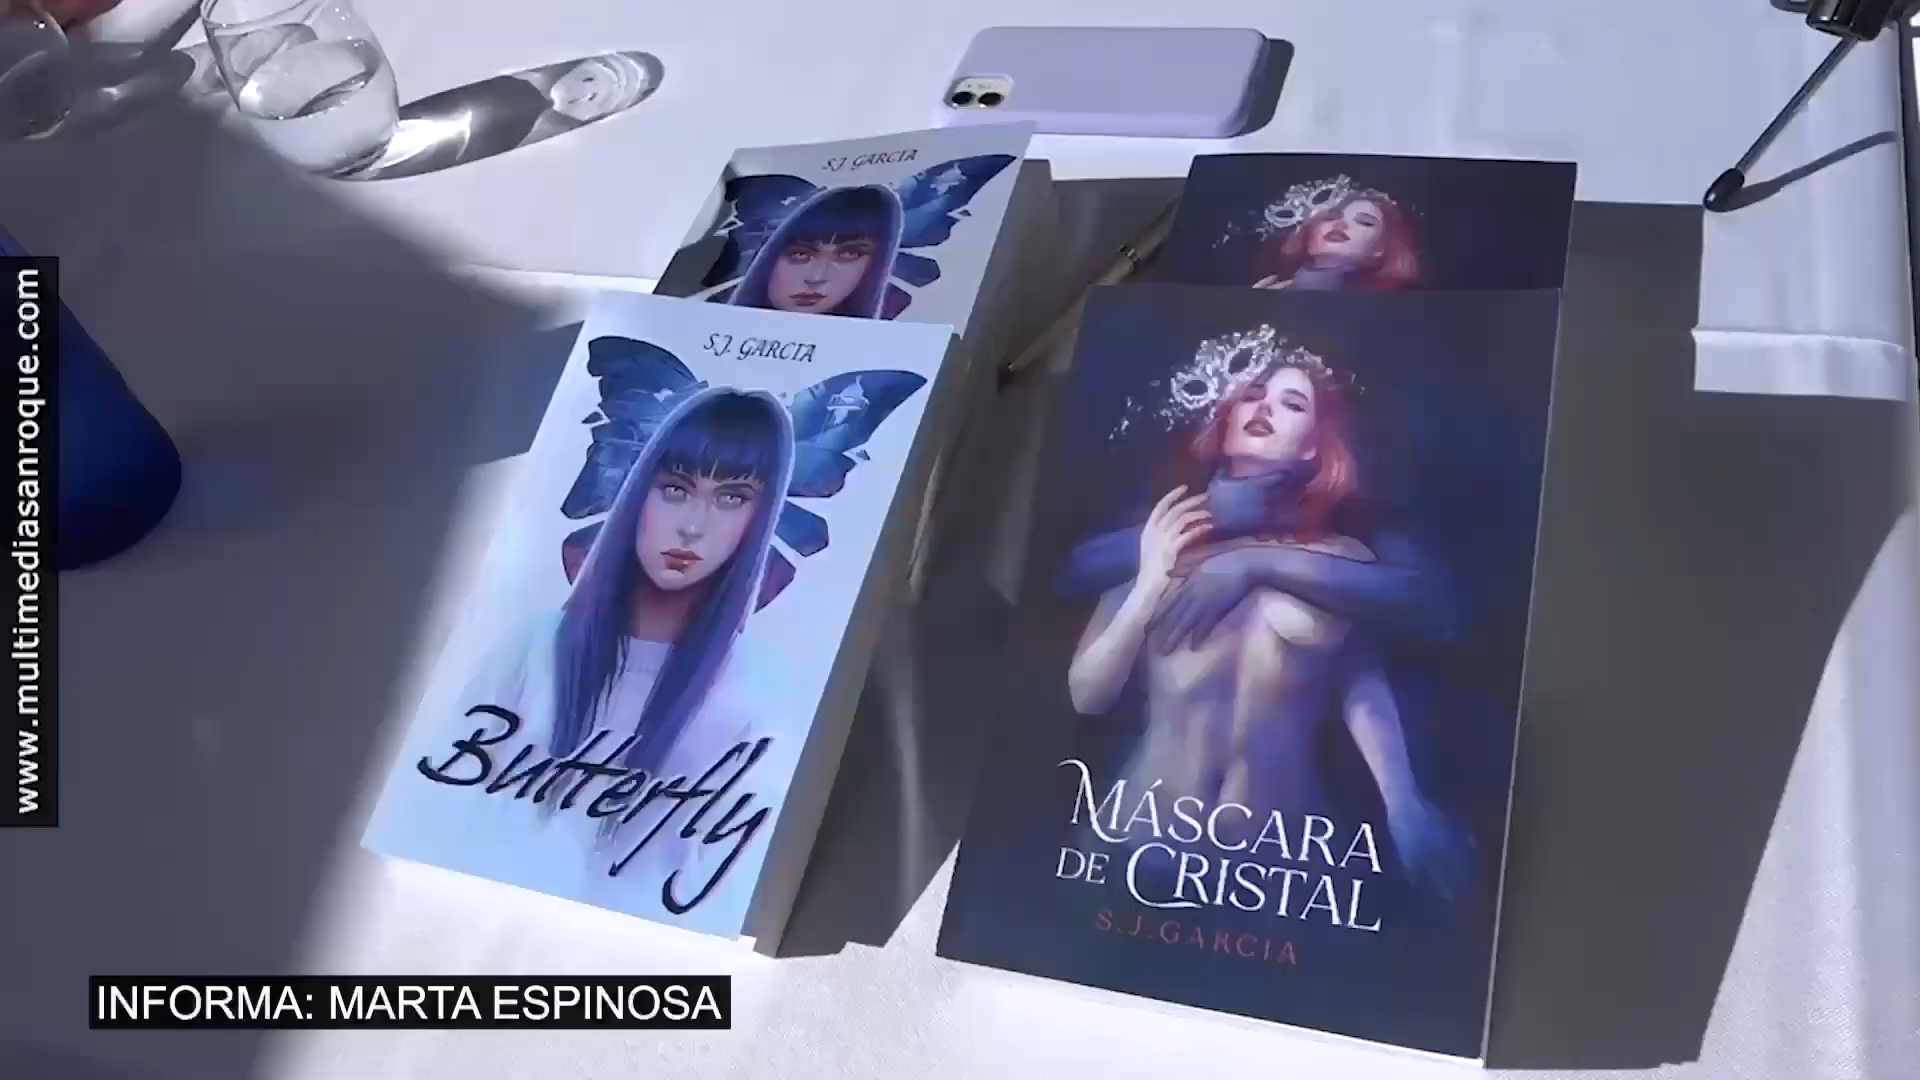 S.J. GARCIA
S.J. GARCIA
Butterfly
MÁSCARA
DE CRISTAL
S.J.GARCIA
www.multimediasanroque.com
INFORMA: MARTA ESPINOSA